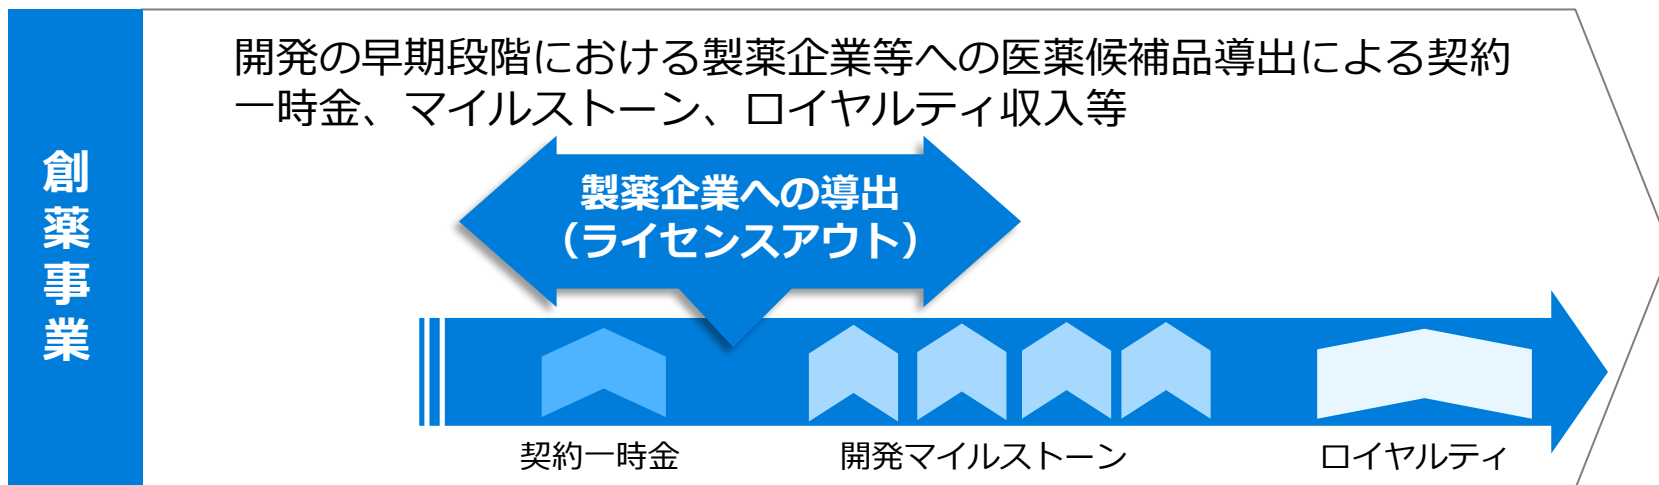 創薬事業
開発の早期段階における製薬企業等への医薬候補品導出による契約
一時金、マイルストーン、ロイヤルティ収入等
製薬企業への導出
（ライセンスアウト）
契約一時金
開発マイルストーン
ロイヤルティ